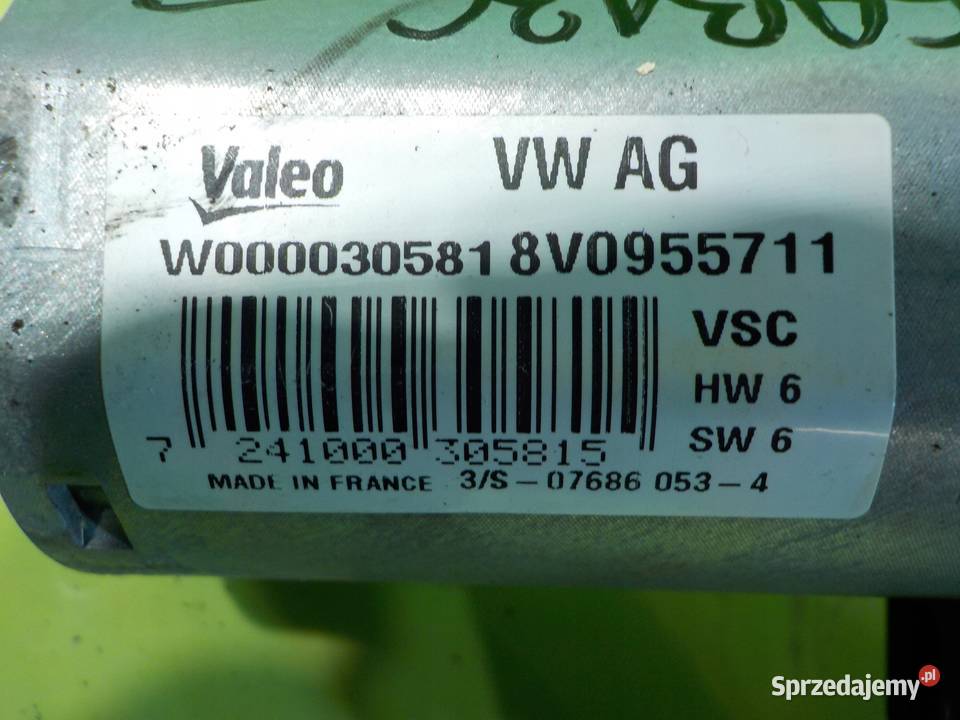 Valeo VW AG
W000030581 8V0955711
VSC
HW 6
SW 6
7 241000 305815
MADE IN FRANCE 3/S-07686 053-4
Sprzedajemy.pl